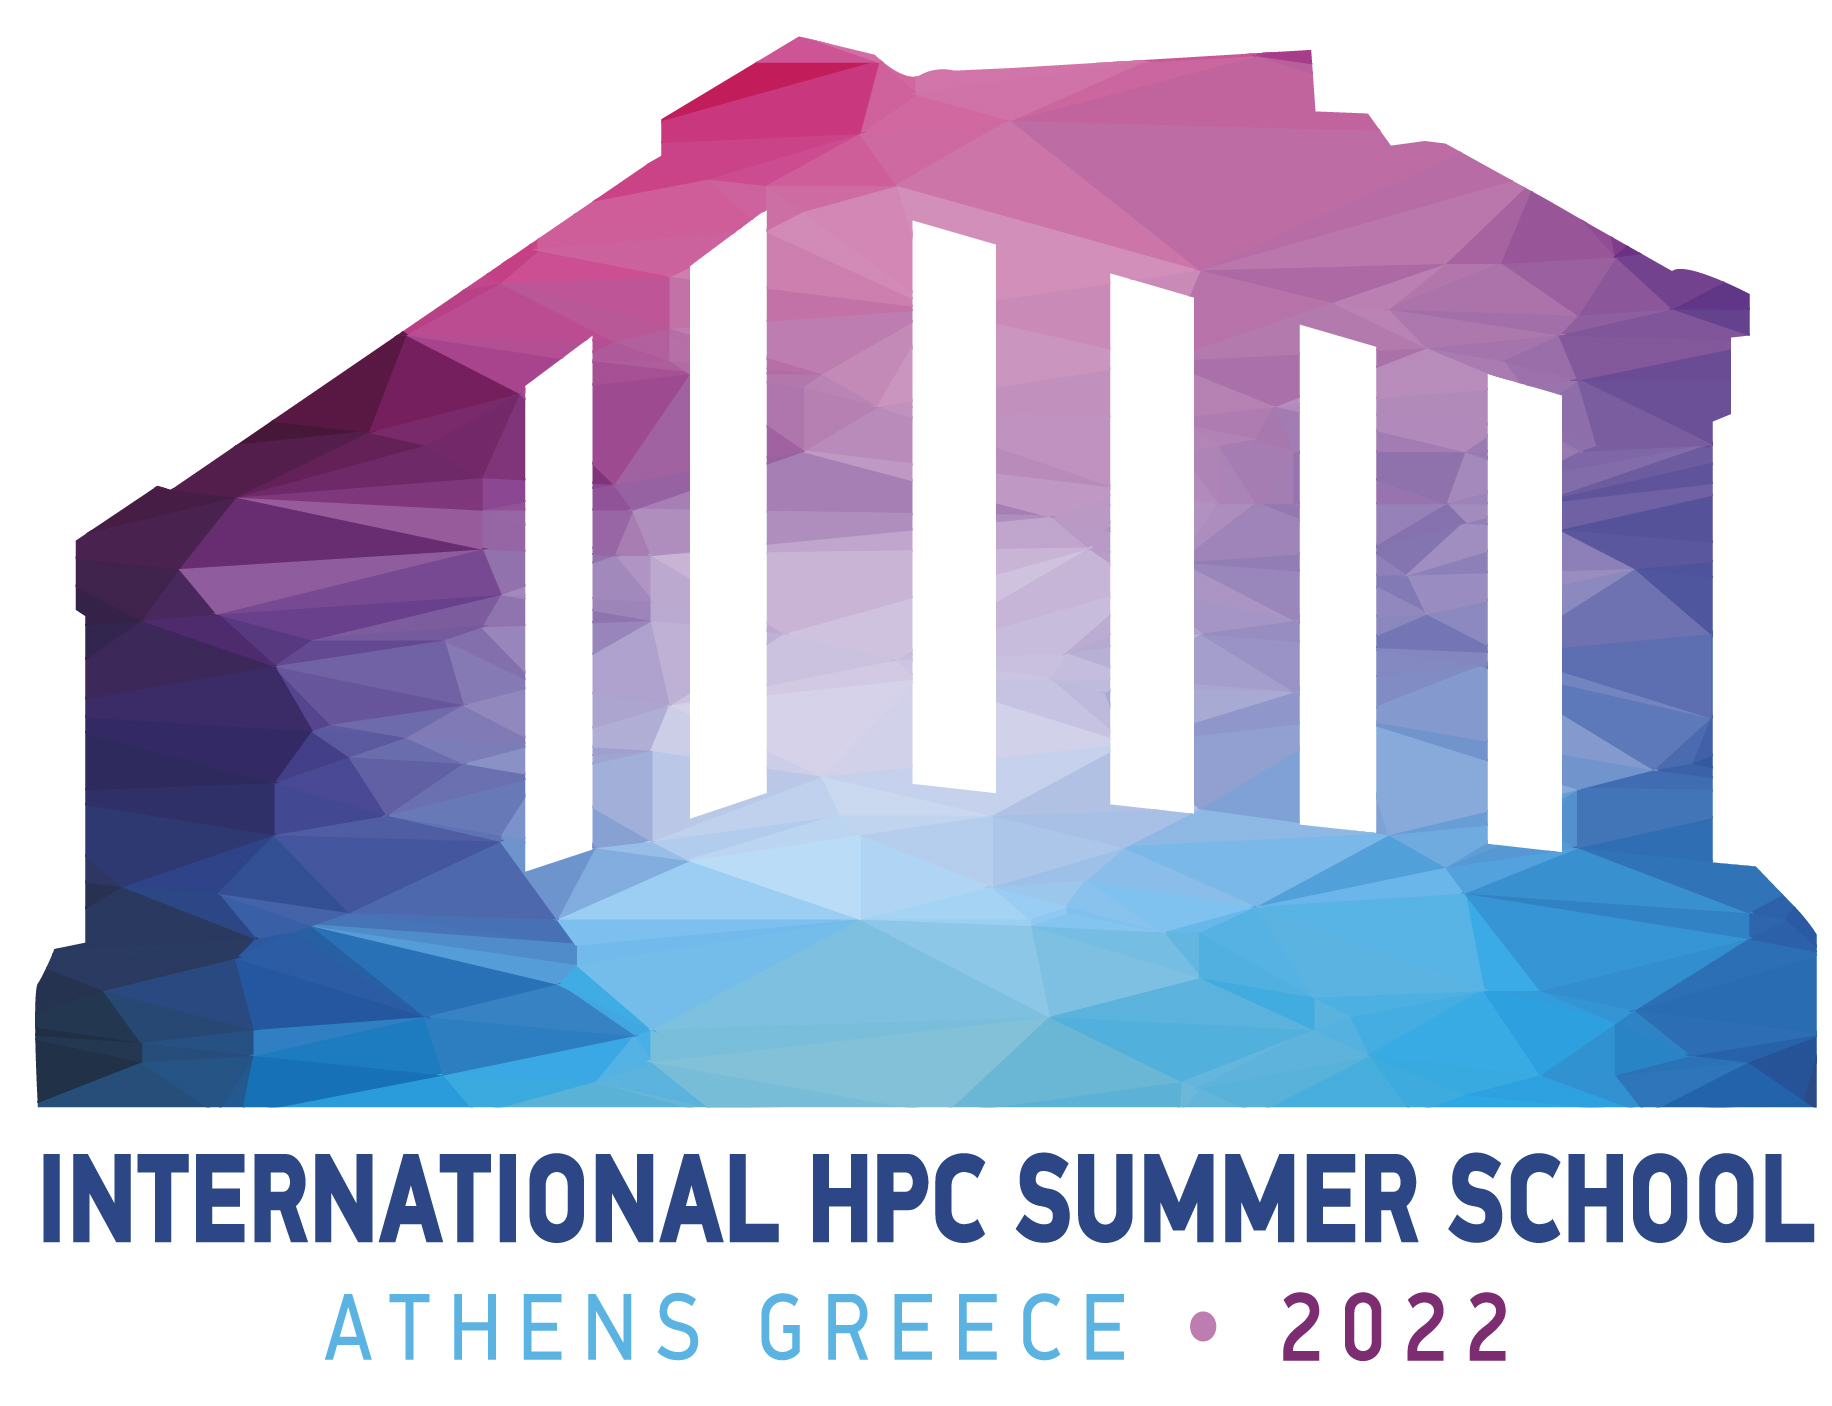 INTERNATIONAL HPC SUMMER SCHOOL
ATHENS GREECE • 2022